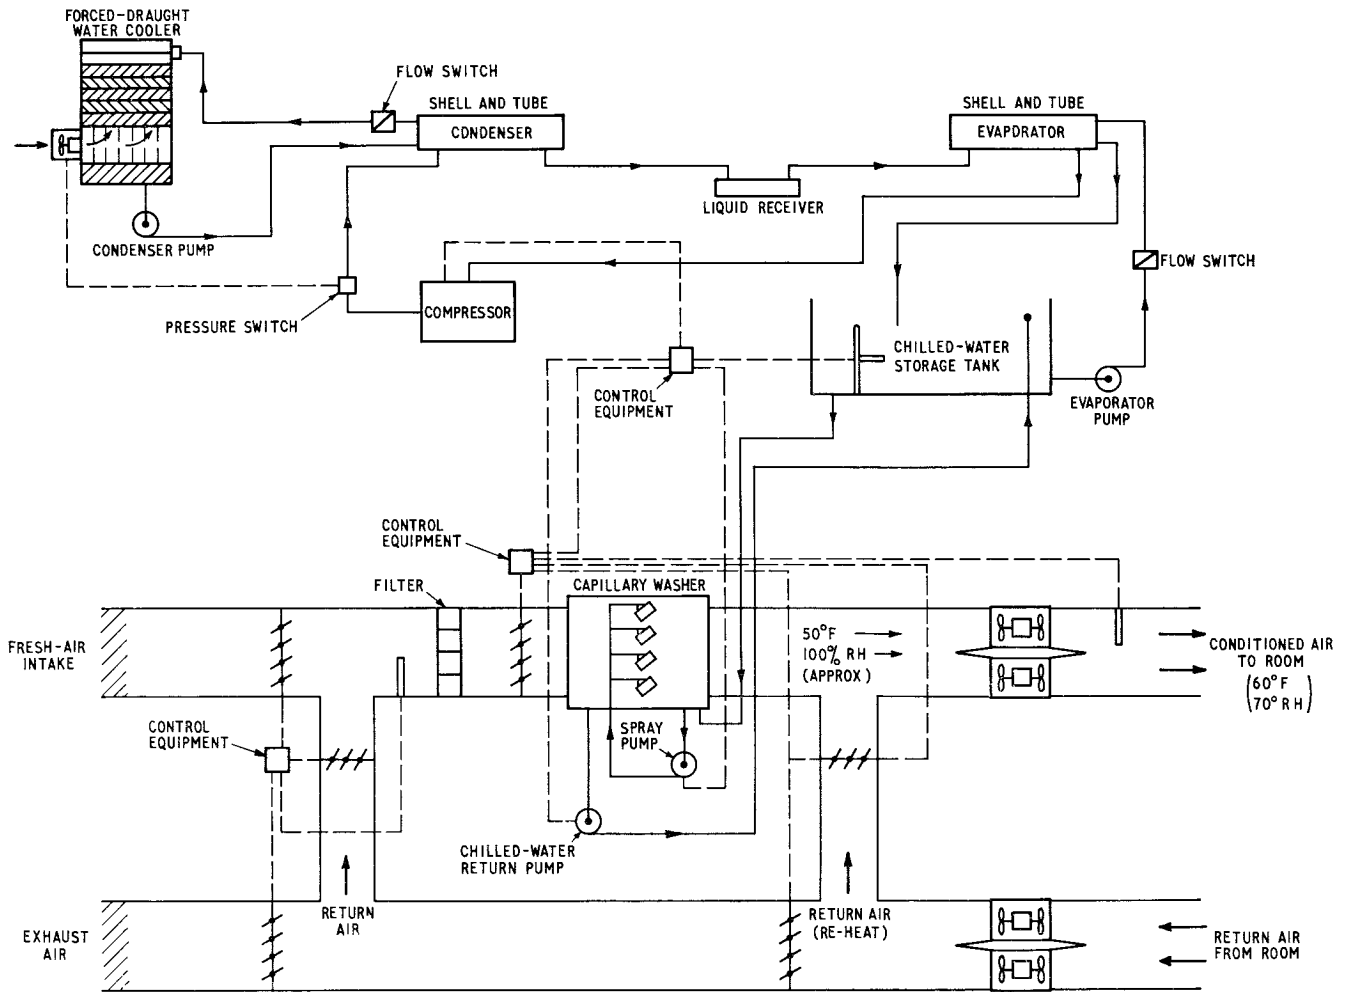 FORCED-DRAUGHT
WATER COOLER
FLOW SWITCH
SHELL AND TUBE
CONDENSER
SHELL AND TUBE
EVAPORATOR
LIQUID RECEIVER
CONDENSER PUMP
FLOW SWITCH
PRESSURE SWITCH
COMPRESSOR
CHILLED-WATER
STORAGE TANK
CONTROL
EQUIPMENT
EVAPORATOR
PUMP
CONTROL
EQUIPMENT
FILTER
CAPILLARY WASHER
FRESH-AIR
INTAKE
50°F
100% RH
(APPROX)
CONDITIONED AIR
TO ROOM
(60°F
70° RH)
CONTROL
EQUIPMENT
SPRAY
PUMP
CHILLED-WATER
RETURN PUMP
RETURN
AIR
RETURN AIR
(RE-HEAT)
EXHAUST
AIR
RETURN AIR
FROM ROOM